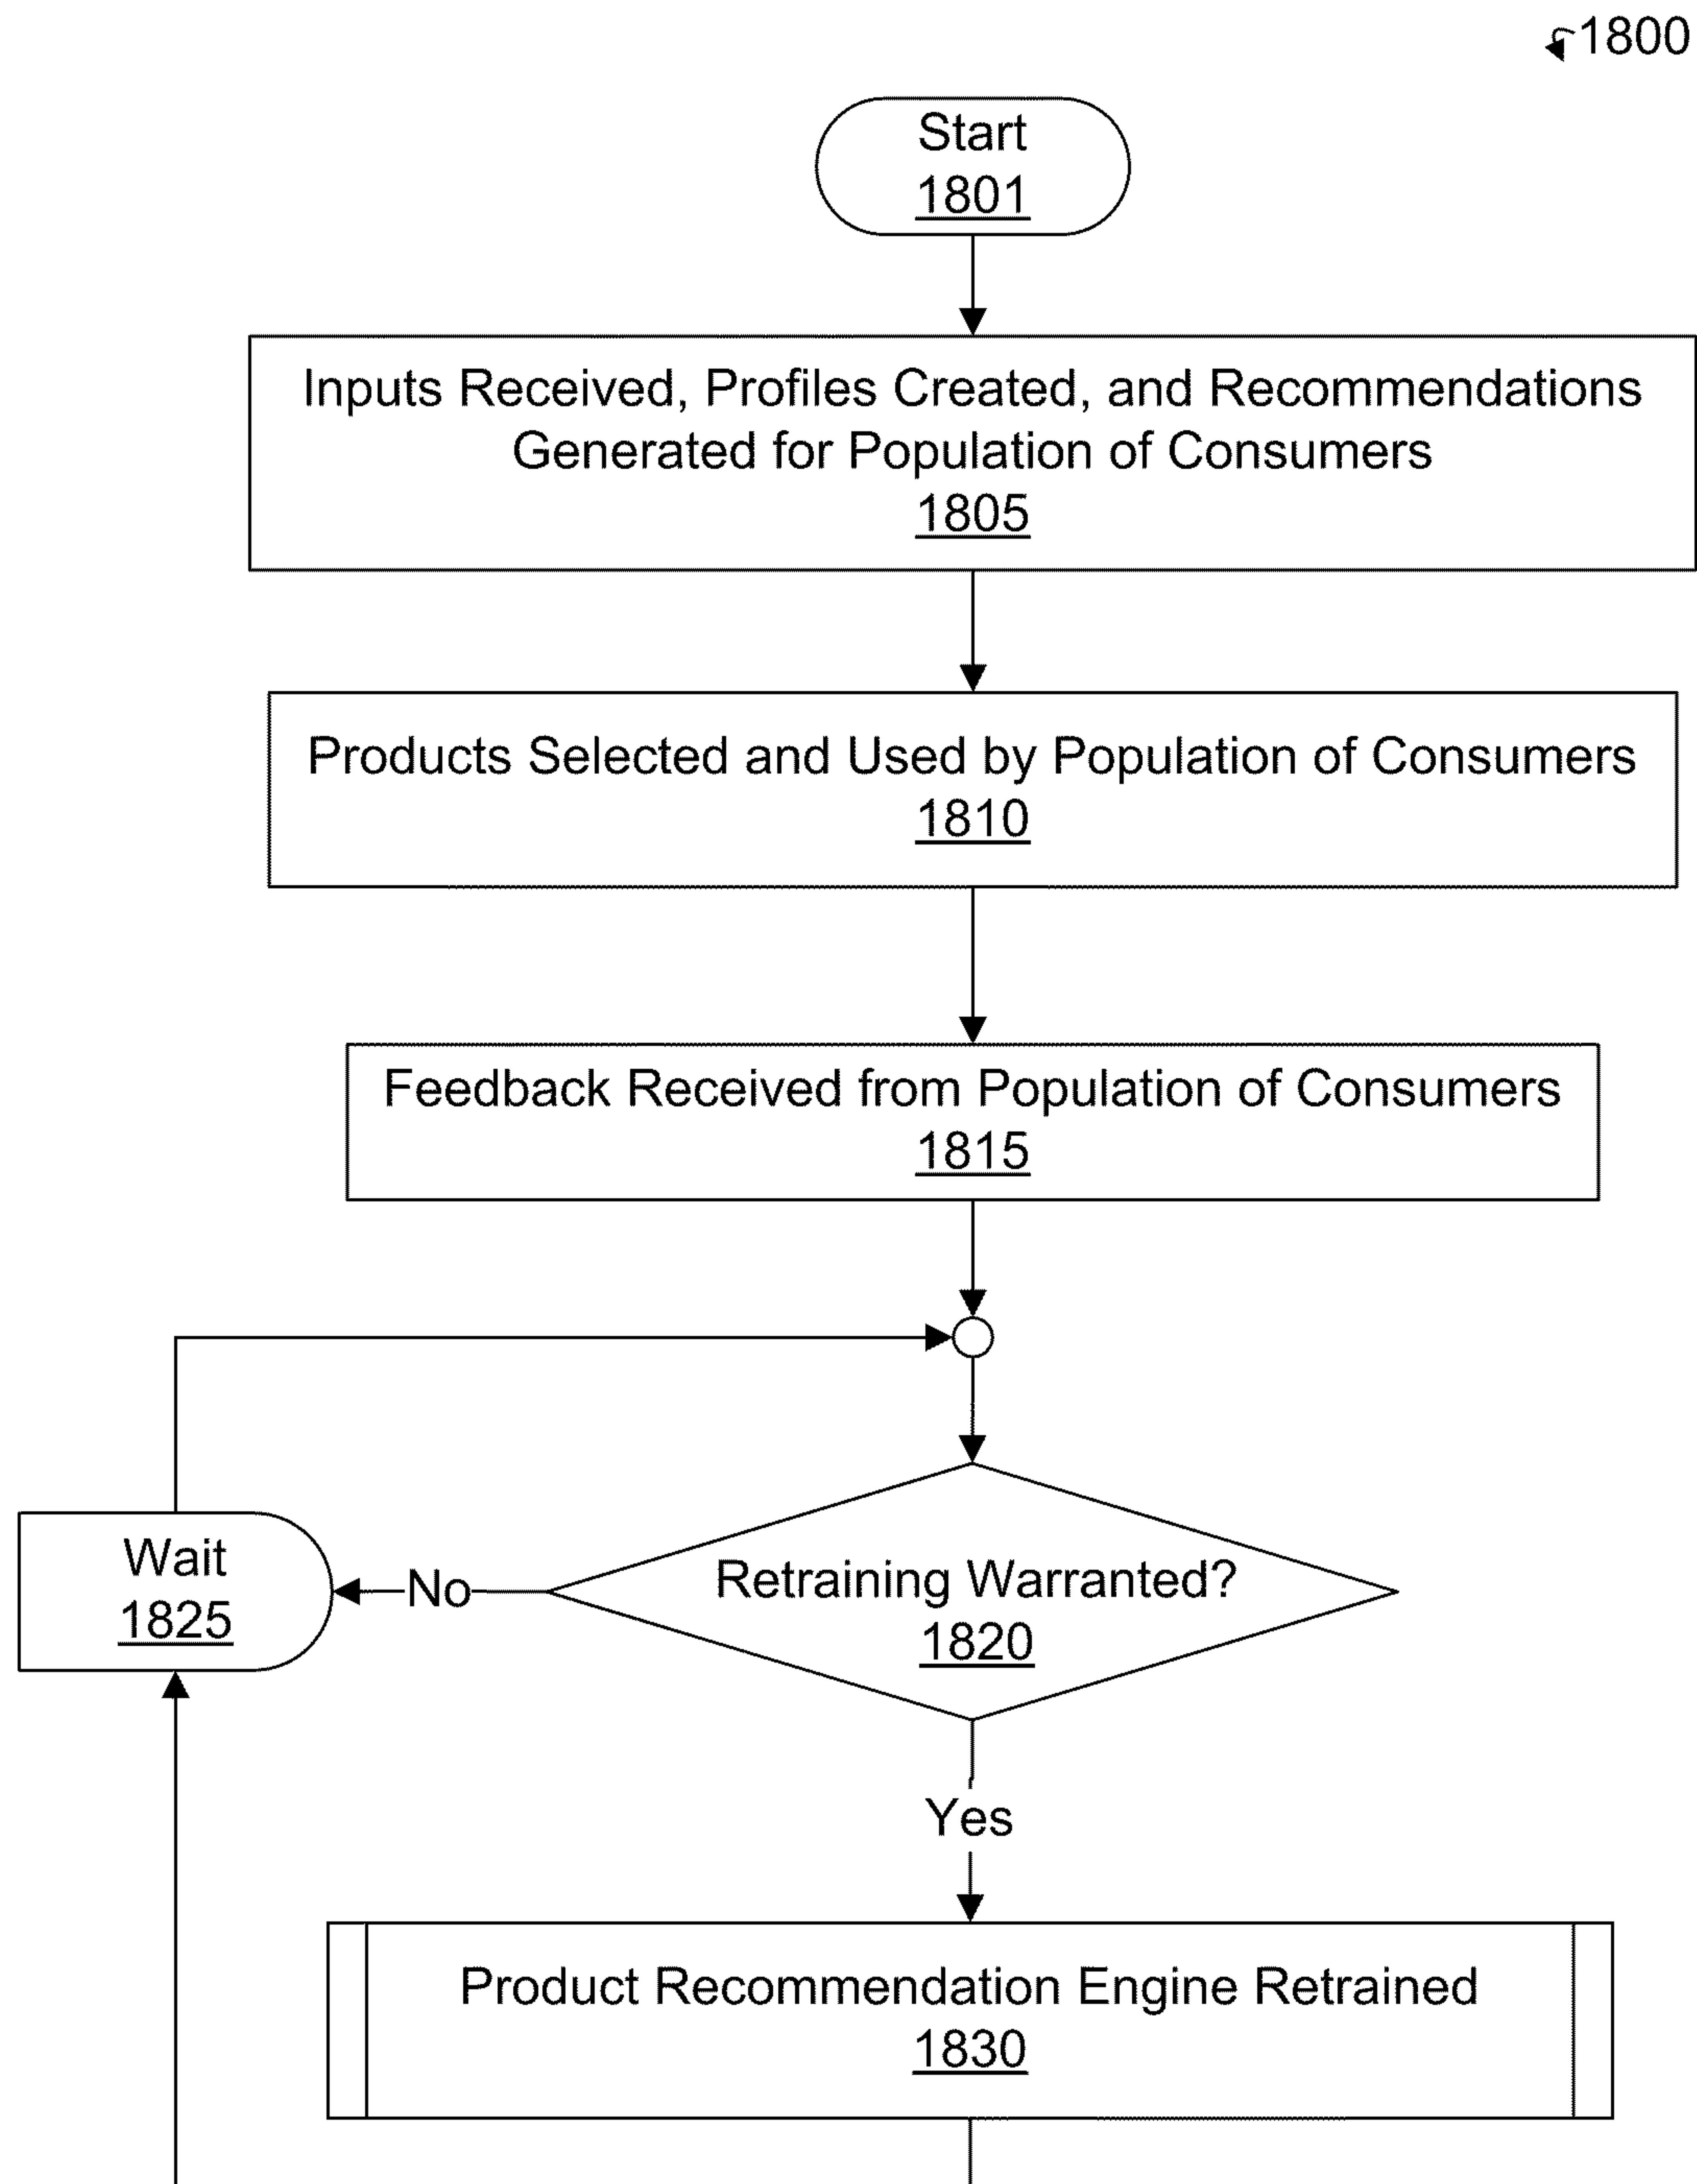 1800
Start
1801
Inputs Received, Profiles Created, and Recommendations
Generated for Population of Consumers
1805
Products Selected and Used by Population of Consumers
1810
Feedback Received from Population of Consumers
1815
Retraining Warranted?
1820
No
Wait
1825
Yes
Product Recommendation Engine Retrained
1830